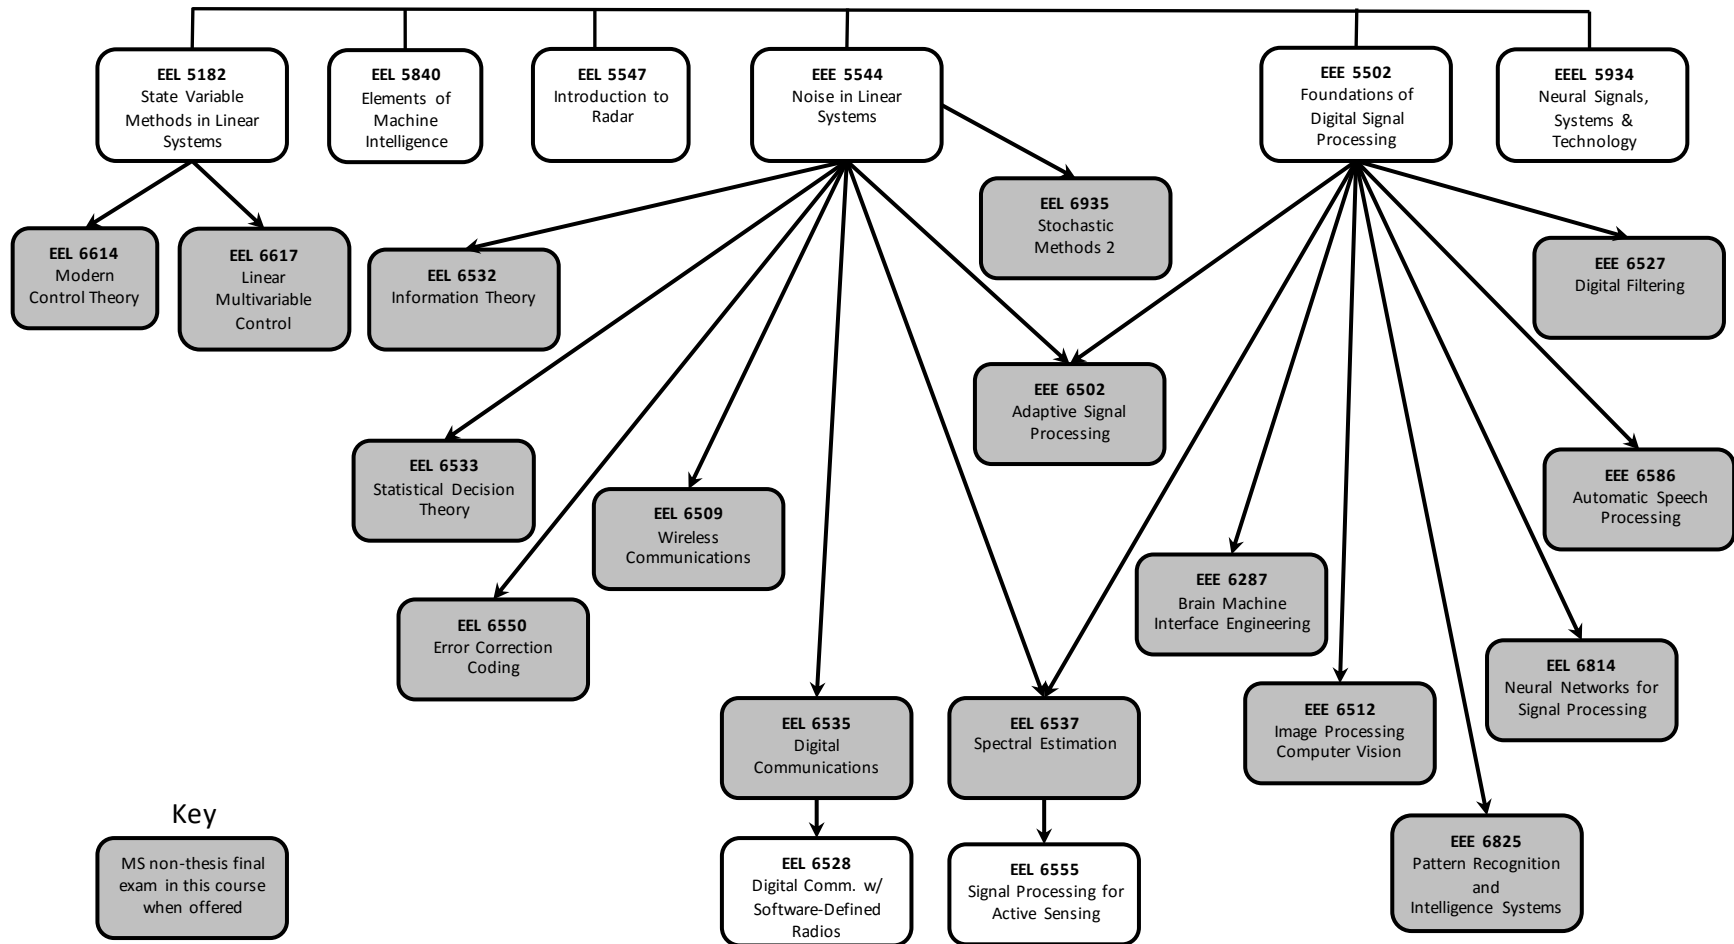 EEL 5182
State Variable
Methods in Linear
Systems
EEL 5840
Elements of
Machine
Intelligence
EEL 5547
Introduction to
Radar
EEE 5544
Noise in Linear
Systems
EEE 5502
Foundations of
Digital Signal
Processing
EEEL 5934
Neural Signals,
Systems &
Technology
EEL 6614
Modern
Control Theory
EEL 6617
Linear
Multivariable
Control
EEL 6532
Information Theory
EEL 6935
Stochastic
Methods 2
EEE 6527
Digital Filtering
EEE 6502
Adaptive Signal
Processing
EEL 6533
Statistical Decision
Theory
EEL 6509
Wireless
Communications
EEE 6586
Automatic Speech
Processing
EEE 6287
Brain Machine
Interface Engineering
EEL 6550
Error Correction
Coding
EEL 6814
Neural Networks for
Signal Processing
EEL 6535
Digital
Communications
EEL 6537
Spectral Estimation
EEE 6512
Image Processing
Computer Vision
Key
MS non-thesis final
exam in this course
when offered
EEL 6528
Digital Comm. w/
Software-Defined
Radios
EEL 6555
Signal Processing for
Active Sensing
EEE 6825
Pattern Recognition
and
Intelligence Systems